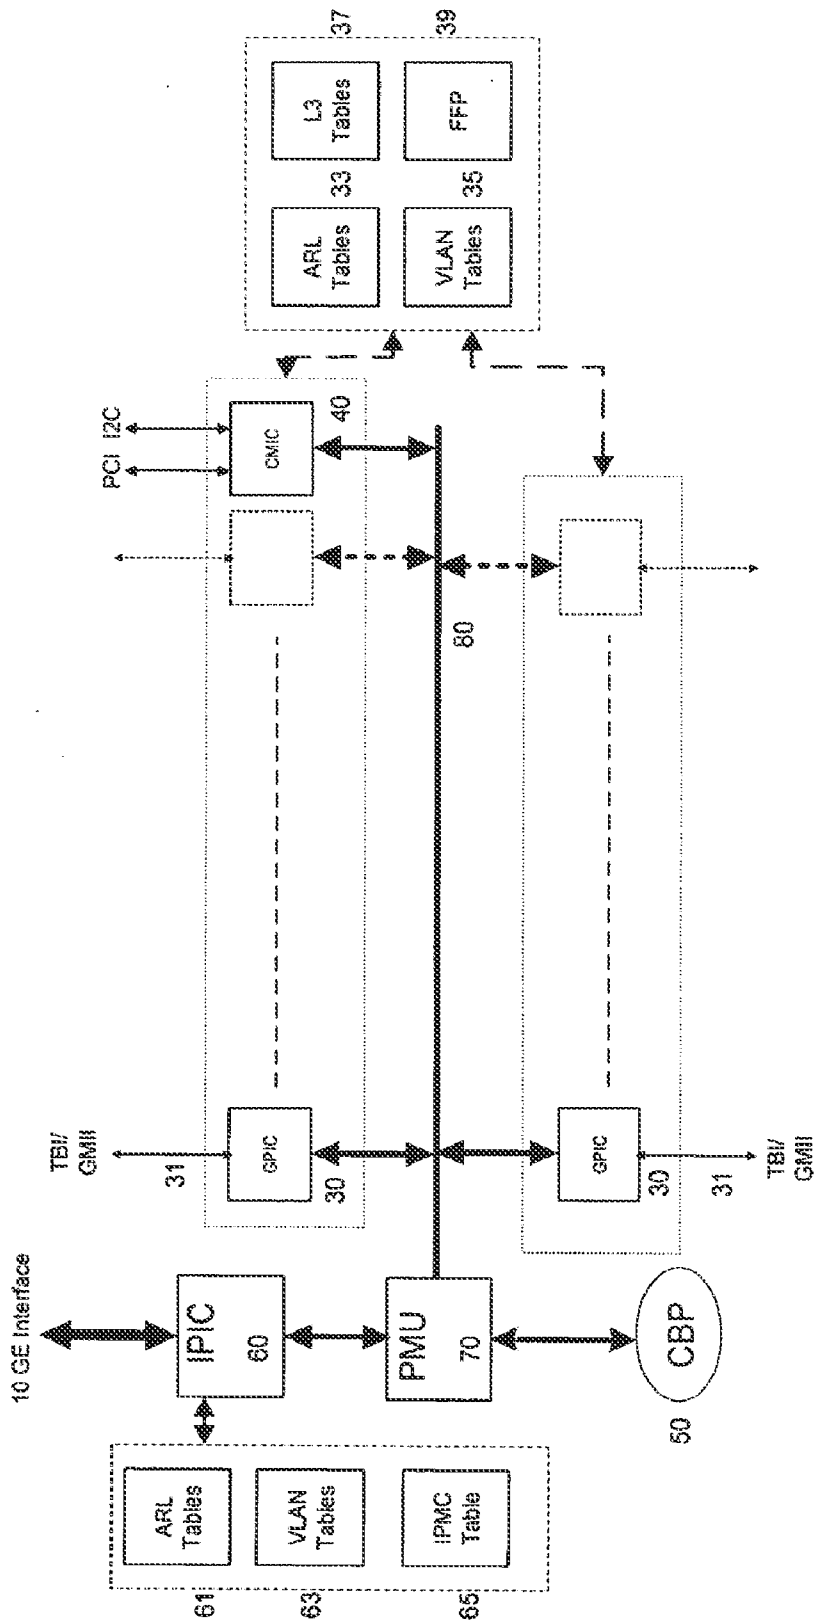 10 GE Interface
TBI/
GMII
PCI I2C
31
61
ARL
Tables
IPIC
60
GPIC
30
CMIC
40
63
VLAN
Tables
65
IPMC
Table
ARL
Tables
33
L3
Tables
37
VLAN
Tables
35
FFP
39
PMU
70
80
GPIC
30
31
50
CBP
TBI/
GMII